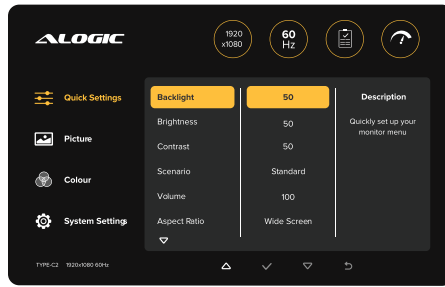 ALOGIC
1920
x1080
60
Hz
Quick Settings
Picture
Colour
System Settings
Backlight 50
Brightness 50
Contrast 50
Scenario Standard
Volume 100
Aspect Ratio Wide Screen
Description
Quickly set up your
monitor menu
TYPE-C2 1920x1080 60Hz